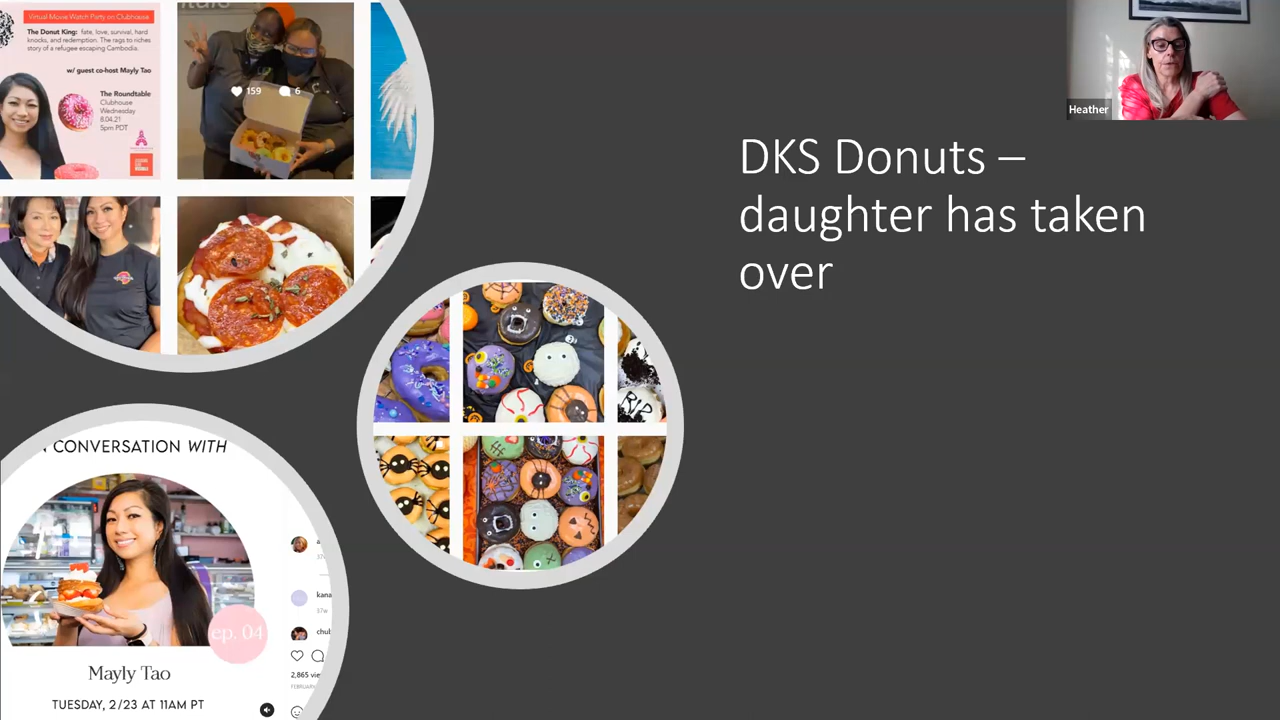 Virtual Movie Watch Party on Clubhouse
The Donut King: fate, love, survival, hard
knocks, and redemption. The rags to riches
story of a refugee escaping Cambodia.
w/ guest co-host Mayly Tao
The Roundtable
Clubhouse
Wednesday
8.04.21
5pm PDT
159 6
Heather
DKS Donuts –
daughter has taken
over
RIP
CONVERSATION WITH
ep. 04
Mayly Tao
TUESDAY, 2/23 AT 11AM PT
37w
2,865